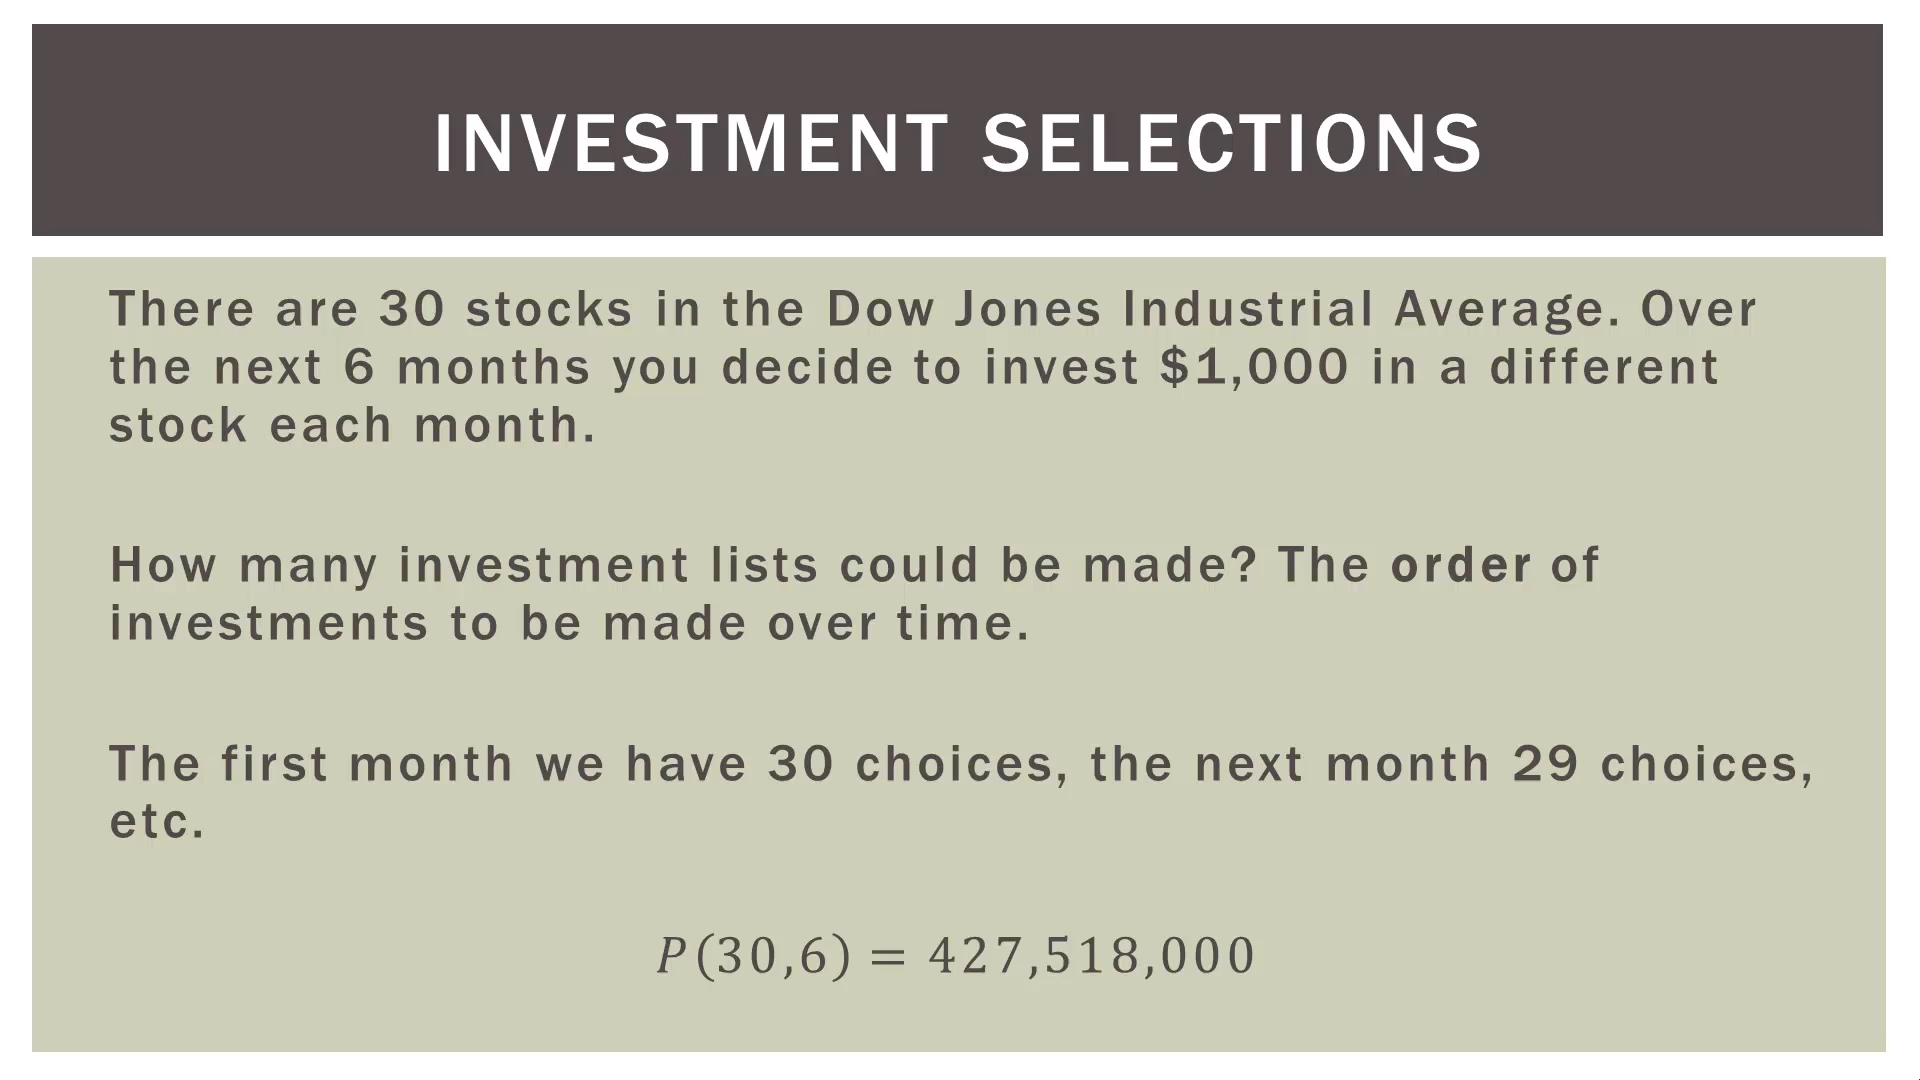 INVESTMENT SELECTIONS
There are 30 stocks in the Dow Jones Industrial Average. Over
the next 6 months you decide to invest $1,000 in a different
stock each month.
How many investment lists could be made? The order of
investments to be made over time.
The first month we have 30 choices, the next month 29 choices,
etc.
P(30,6) = 427,518,000